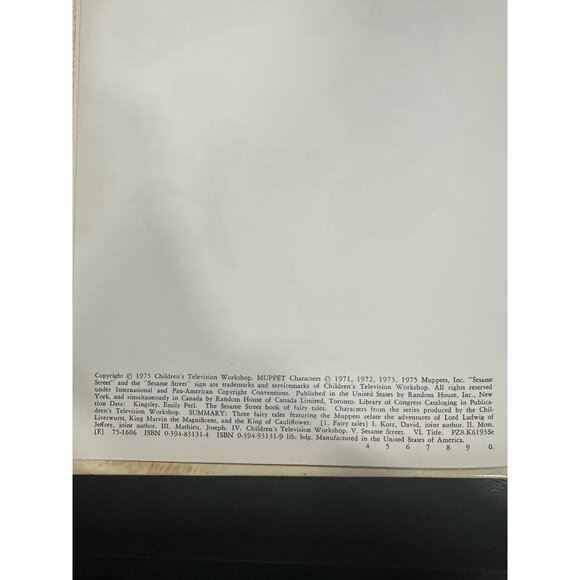 Copyright © 1975 Children's Television Workshop. MUPPET Characters © 1971, 1972, 1973, 1975 Muppets, Inc. "Sesame
Street" and the "Sesame Street" sign are trademarks and servicemarks of Children's Television Workshop. All rights reserved
under International and Pan-American Copyright Conventions. Published in the United States by Random House, Inc., New
York, and simultaneously in Canada by Random House of Canada Limited, Toronto. Library of Congress Cataloging in Publica-
tion Data: Kingsley, Emily Perl. The Sesame Street book of fairy tales. Characters from the series produced by the Chil-
dren's Television Workshop. SUMMARY: Three fairy tales featuring the Muppets relate the adventures of Lord Ludwig of
Liverwurst, King Marvin the Magnificent, and the King of Cauliflower. [1. Fairy tales] I. Korr, David, joint author. II. Moss,
Jeffrey, joint author. III. Mathieu, Joseph. IV. Children's Television Workshop. V. Sesame Street. VI. Title. PZ8.K6193Se
[E] 75-1606 ISBN 0-394-83131-4 ISBN 0-394-93131-9 lib. bdg. Manufactured in the United States of America.
4 5 6 7 8 9 0.